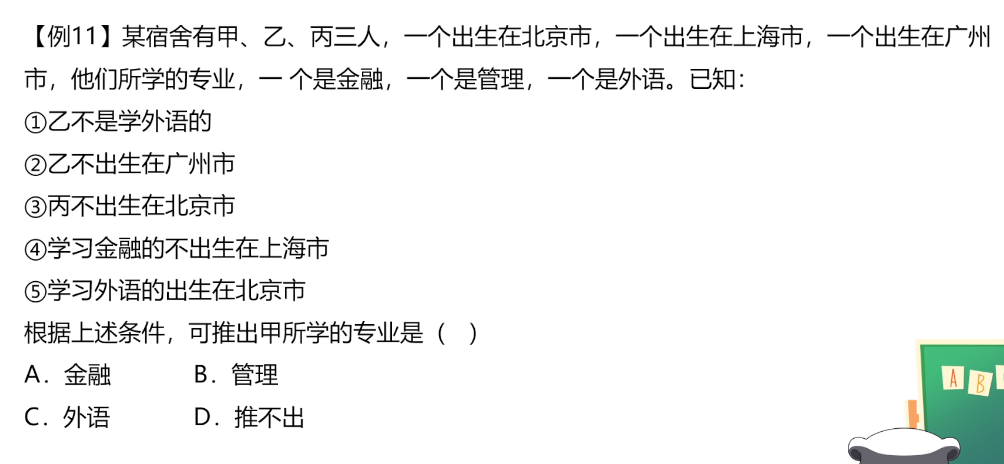 【例11】某宿舍有甲、乙、丙三人，一个出生在北京市，一个出生在上海市，一个出生在广州
市，他们所学的专业，一 个是金融，一个是管理，一个是外语。已知：
①乙不是学外语的
②乙不出生在广州市
③丙不出生在北京市
④学习金融的不出生在上海市
⑤学习外语的出生在北京市
根据上述条件，可推出甲所学的专业是（　）
A．金融　　　B．管理
C．外语　　　D．推不出
A B